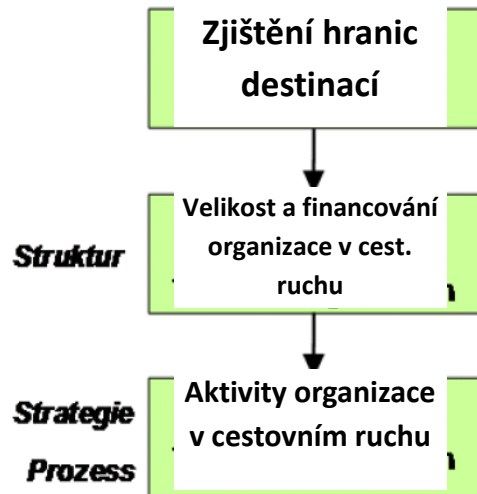 Zjištění hranic
destinací
Velikost a financování
organizace v cest.
ruchu
Struktur
Aktivity organizace
v cestovním ruchu
Strategie
Prozess